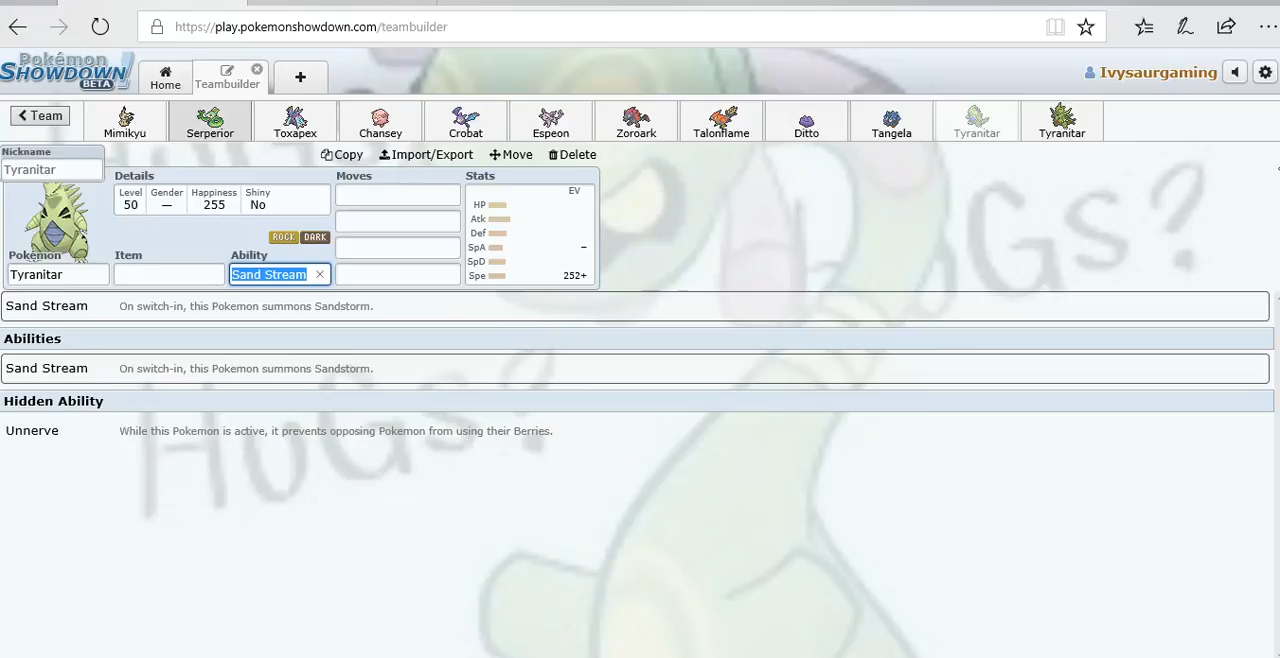 https://play.pokemonshowdown.com/teambuilder
Pokémon
SHOWDOWN
BETA
Home
Teambuilder
+
Ivysaurgaming
Team
Mimikyu
Serperior
Toxapex
Chansey
Crobat
Espeon
Zoroark
Talonflame
Ditto
Tangela
Tyranitar
Tyranitar
Nickname
Tyranitar
Copy
Import/Export
Move
Delete
Details
Moves
Stats
Level
Gender
Happiness
Shiny
50
—
255
No
EV
HP
Atk
Def
SpA
–
SpD
Spe
252+
ROCK
DARK
Pokémon
Item
Ability
Tyranitar
Sand Stream
Sand Stream On switch-in, this Pokemon summons Sandstorm.
Abilities
Sand Stream On switch-in, this Pokemon summons Sandstorm.
Hidden Ability
Unnerve While this Pokemon is active, it prevents opposing Pokemon from using their Berries.
HuGs?